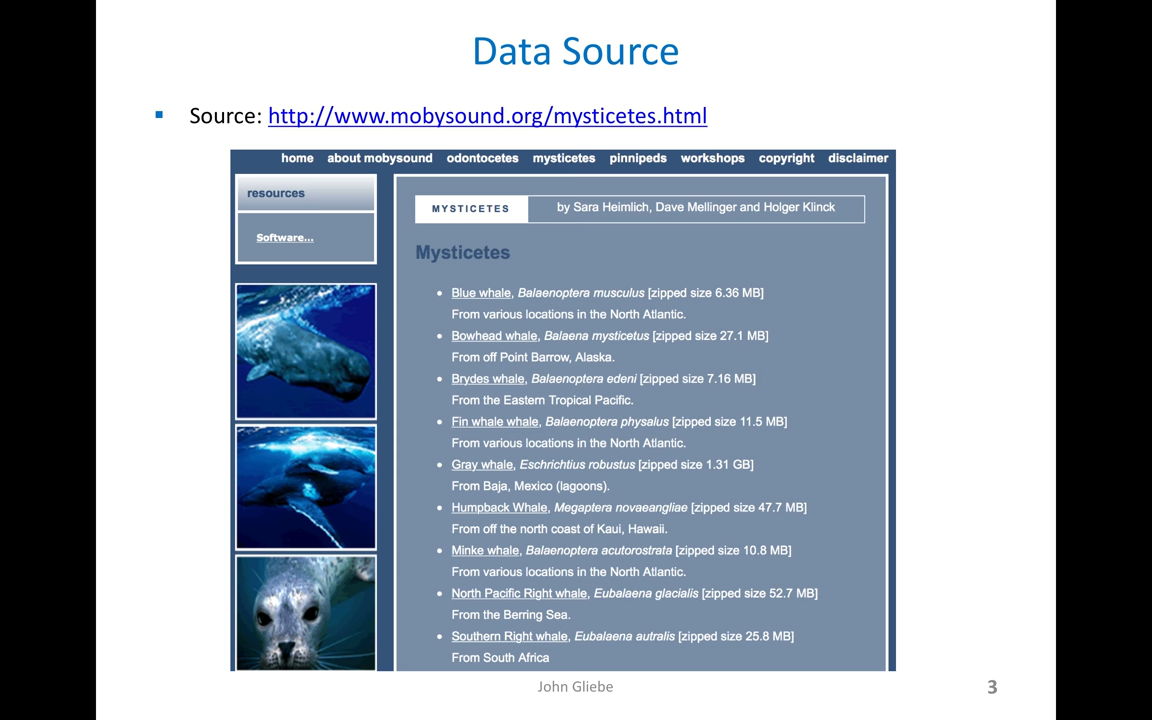 Data Source
▪ Source: http://www.mobysound.org/mysticetes.html
home about mobysound odontocetes mysticetes pinnipeds workshops copyright disclaimer
resources
Software...
MYSTICETES by Sara Heimlich, Dave Mellinger and Holger Klinck
Mysticetes
• Blue whale, Balaenoptera musculus [zipped size 6.36 MB]
From various locations in the North Atlantic.
• Bowhead whale, Balaena mysticetus [zipped size 27.1 MB]
From off Point Barrow, Alaska.
• Brydes whale, Balaenoptera edeni [zipped size 7.16 MB]
From the Eastern Tropical Pacific.
• Fin whale whale, Balaenoptera physalus [zipped size 11.5 MB]
From various locations in the North Atlantic.
• Gray whale, Eschrichtius robustus [zipped size 1.31 GB]
From Baja, Mexico (lagoons).
• Humpback Whale, Megaptera novaeangliae [zipped size 47.7 MB]
From off the north coast of Kaui, Hawaii.
• Minke whale, Balaenoptera acutorostrata [zipped size 10.8 MB]
From various locations in the North Atlantic.
• North Pacific Right whale, Eubalaena glacialis [zipped size 52.7 MB]
From the Berring Sea.
• Southern Right whale, Eubalaena autralis [zipped size 25.8 MB]
From South Africa
John Gliebe
3